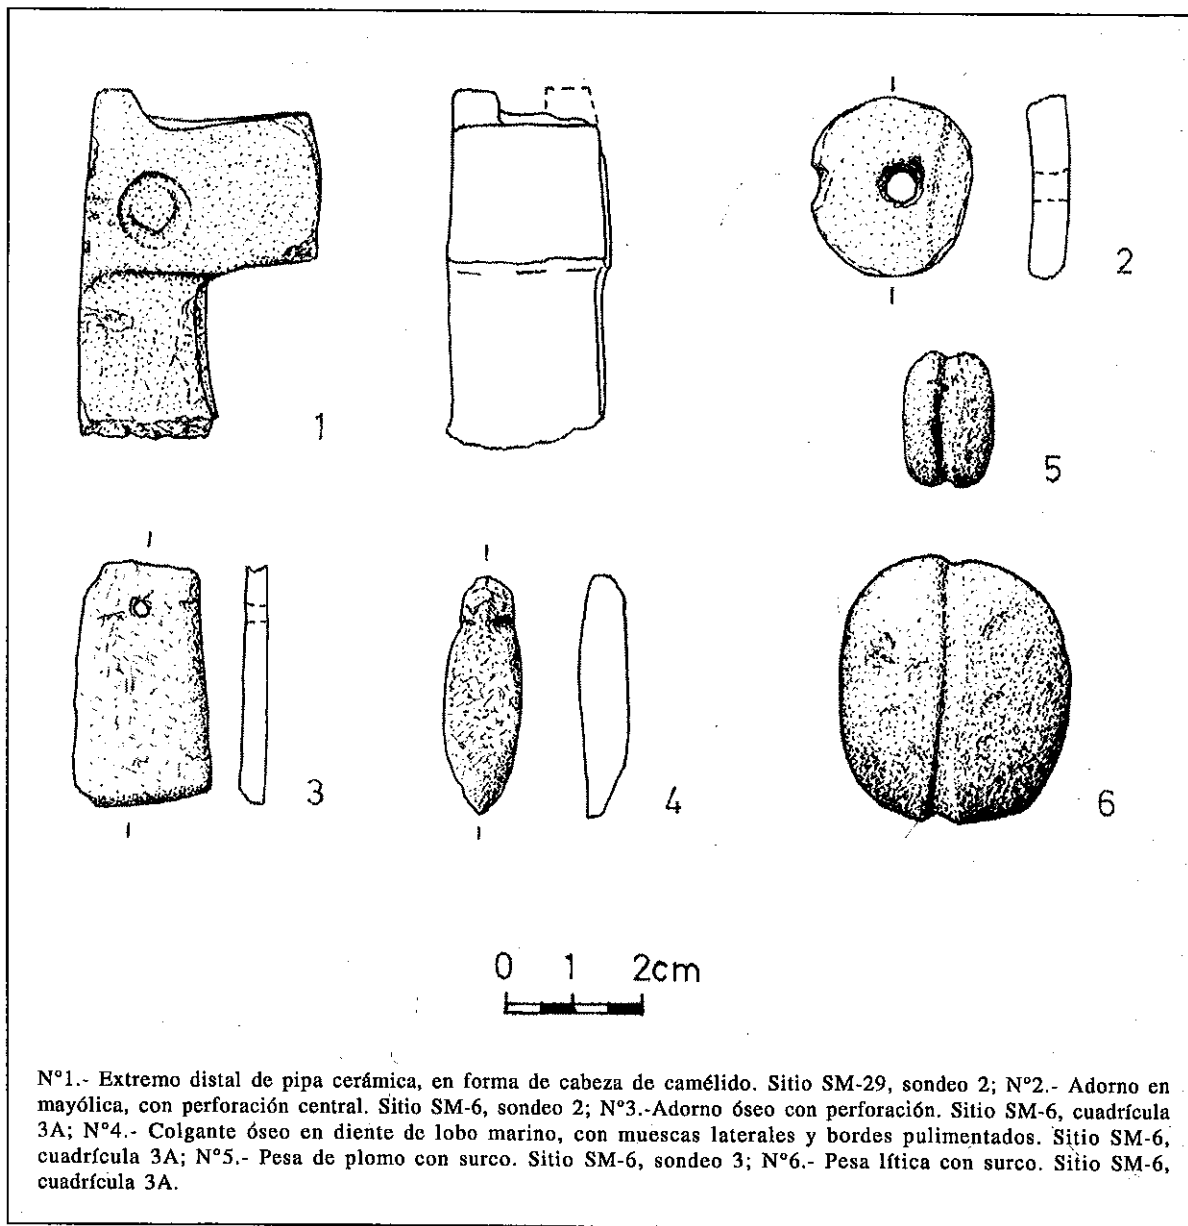 1
2
5
3
4
6
0 1 2cm
N°1.- Extremo distal de pipa cerámica, en forma de cabeza de camélido. Sitio SM-29, sondeo 2; N°2.- Adorno en
mayólica, con perforación central. Sitio SM-6, sondeo 2; N°3.-Adorno óseo con perforación. Sitio SM-6, cuadrícula
3A; N°4.- Colgante óseo en diente de lobo marino, con muescas laterales y bordes pulimentados. Sitio SM-6,
cuadrícula 3A; N°5.- Pesa de plomo con surco. Sitio SM-6, sondeo 3; N°6.- Pesa lítica con surco. Sitio SM-6,
cuadrícula 3A.